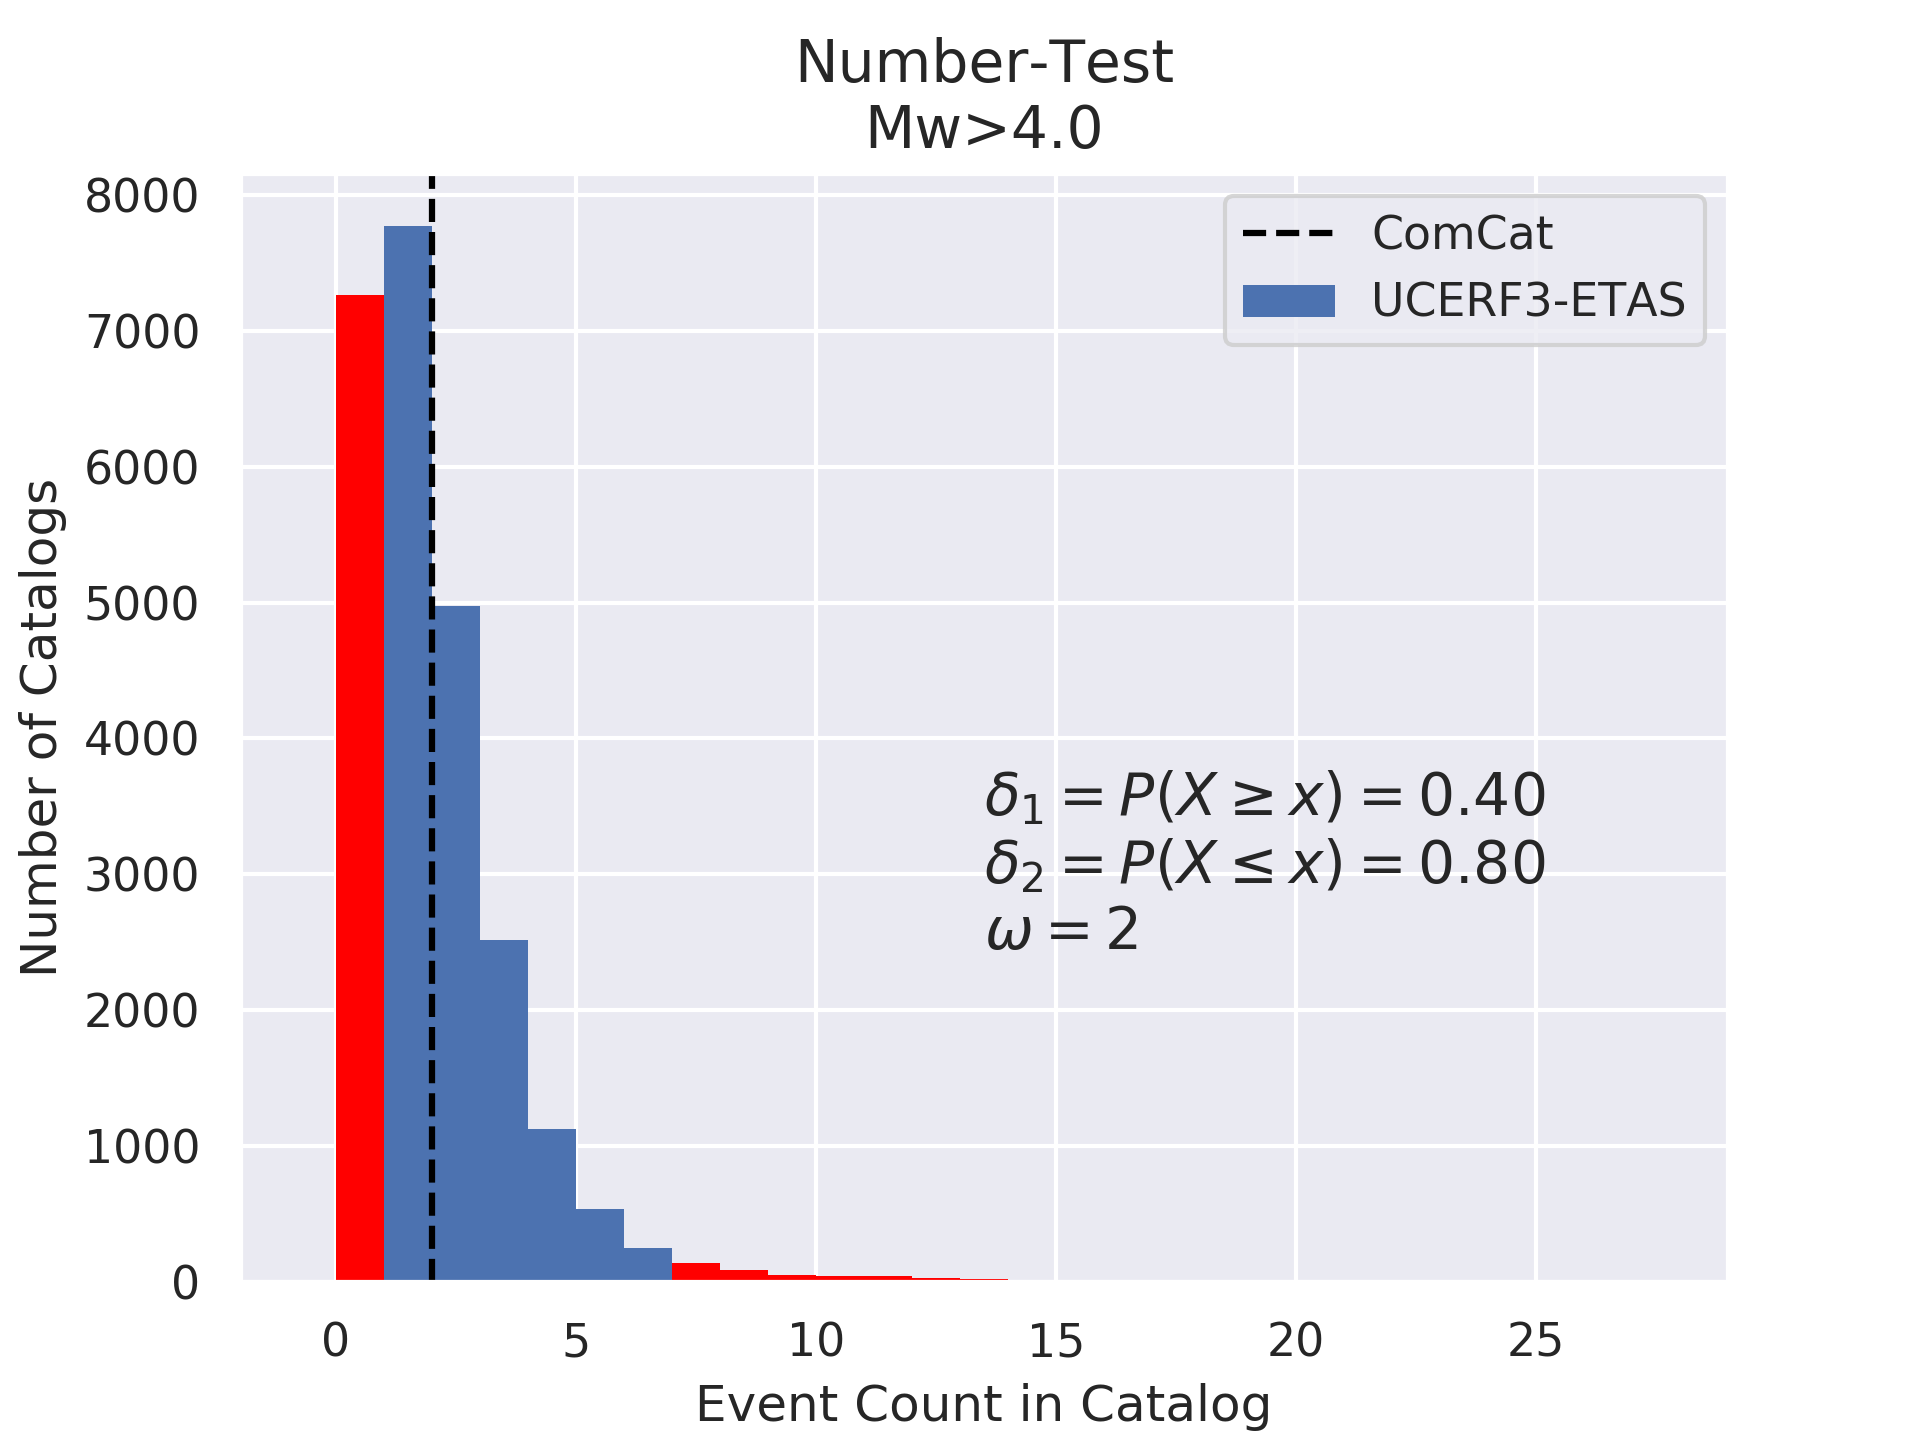 Number-Test
Mw>4.0
8000
7000
6000
5000
4000
3000
2000
1000
0
Number of Catalogs
ComCat
UCERF3-ETAS
δ₁ = P(X ≥ x) = 0.40
δ₂ = P(X ≤ x) = 0.80
ω = 2
0 5 10 15 20 25
Event Count in Catalog